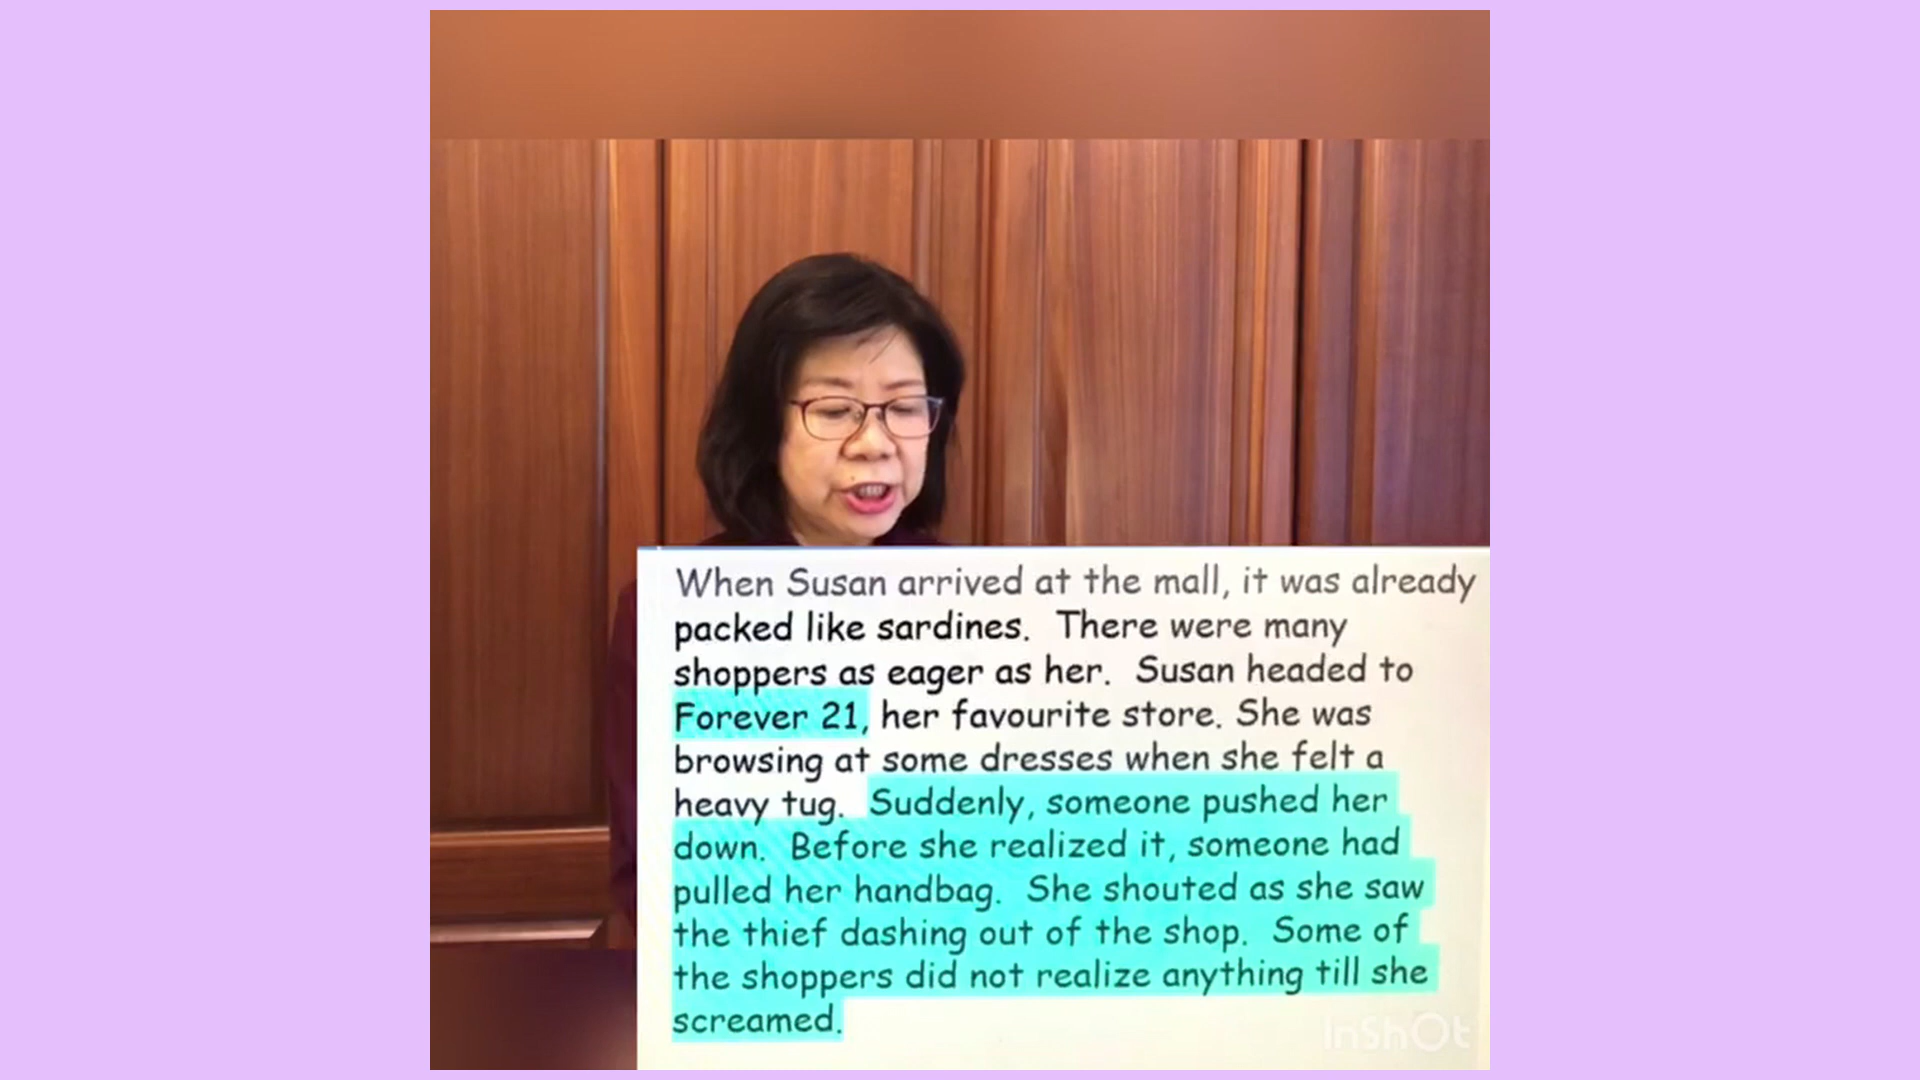 When Susan arrived at the mall, it was already
packed like sardines. There were many
shoppers as eager as her. Susan headed to
Forever 21, her favourite store. She was
browsing at some dresses when she felt a
heavy tug. Suddenly, someone pushed her
down. Before she realized it, someone had
pulled her handbag. She shouted as she saw
the thief dashing out of the shop. Some of
the shoppers did not realize anything till she
screamed.
InShOt